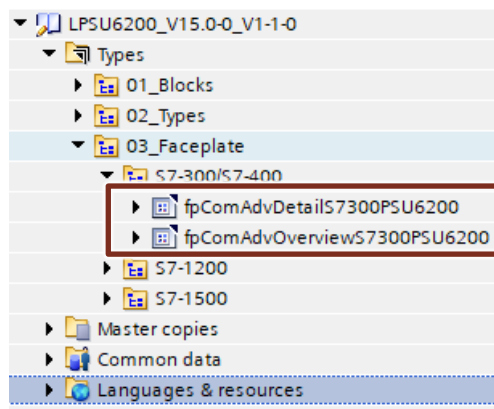 LPSU6200_V15.0-0_V1-1-0
Types
01_Blocks
02_Types
03_Faceplate
S7-300/S7-400
fpComAdvDetailS7300PSU6200
fpComAdvOverviewS7300PSU6200
S7-1200
S7-1500
Master copies
Common data
Languages & resources